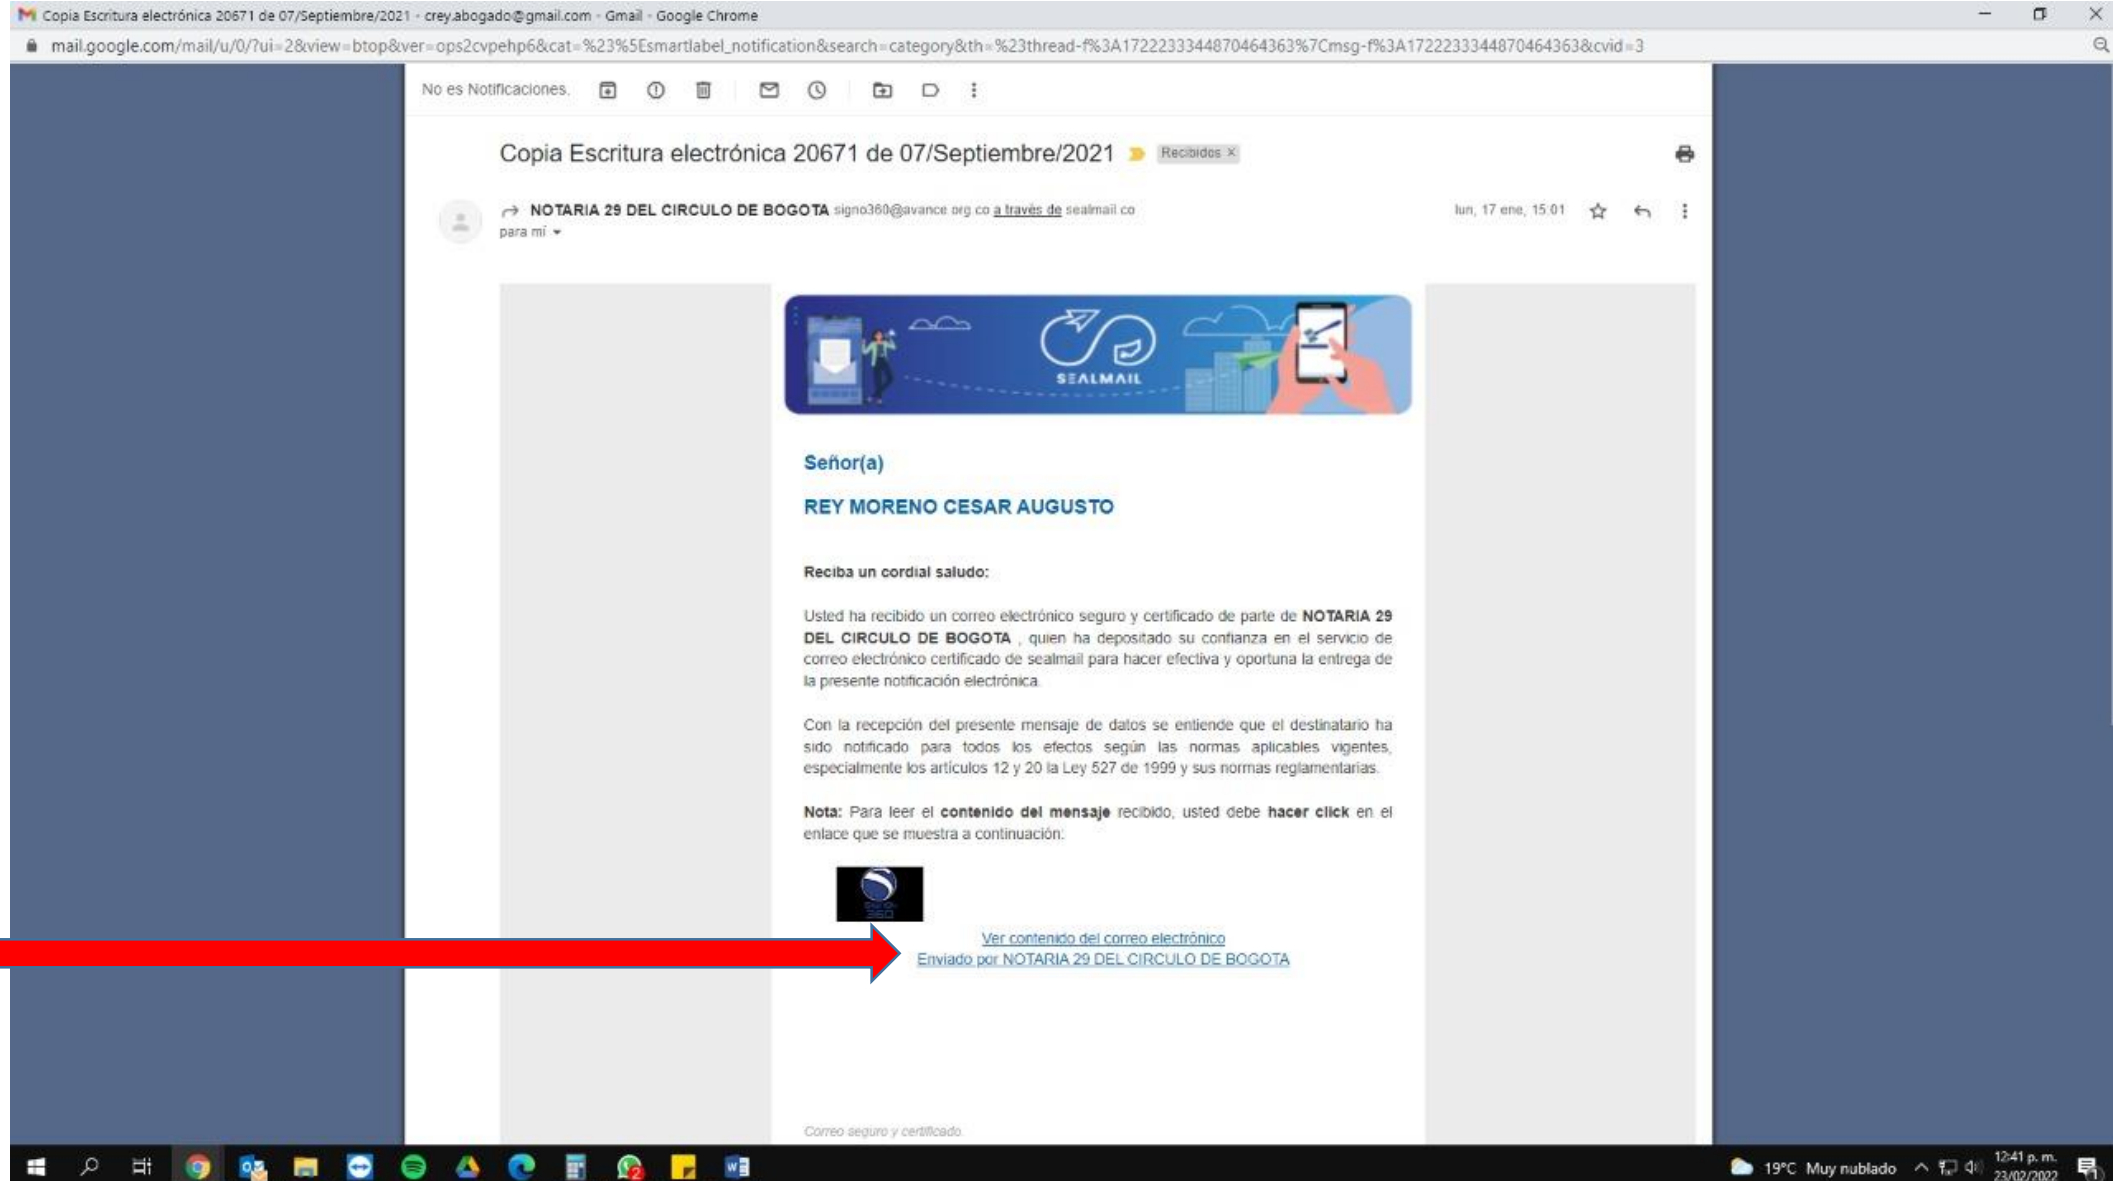 Copia Escritura electrónica 20671 de 07/Septiembre/2021 - crey.abogado@gmail.com - Gmail - Google Chrome
mail.google.com/mail/u/0/?ui=2&view=btop&ver=ops2cvpehp6&cat=%23%5Esmartlabel_notification&search=category&th=%23thread-f%3A1722233344870464363%7Cmsg-f%3A1722233344870464363&cvid=3
No es Notificaciones.
Copia Escritura electrónica 20671 de 07/Septiembre/2021 Recibidos ×
NOTARIA 29 DEL CIRCULO DE BOGOTA signo360@avance.org.co a través de sealmail.co lun, 17 ene, 15:01
para mí
SEALMAIL
Señor(a)
REY MORENO CESAR AUGUSTO
Reciba un cordial saludo:
Usted ha recibido un correo electrónico seguro y certificado de parte de NOTARIA 29
DEL CIRCULO DE BOGOTA , quien ha depositado su confianza en el servicio de
correo electrónico certificado de sealmail para hacer efectiva y oportuna la entrega de
la presente notificación electrónica.
Con la recepción del presente mensaje de datos se entiende que el destinatario ha
sido notificado para todos los efectos según las normas aplicables vigentes,
especialmente los artículos 12 y 20 la Ley 527 de 1999 y sus normas reglamentarias.
Nota: Para leer el contenido del mensaje recibido, usted debe hacer click en el
enlace que se muestra a continuación:
360
Ver contenido del correo electrónico
Enviado por NOTARIA 29 DEL CIRCULO DE BOGOTA
Correo seguro y certificado.
19°C Muy nublado
12:41 p. m.
23/02/2022